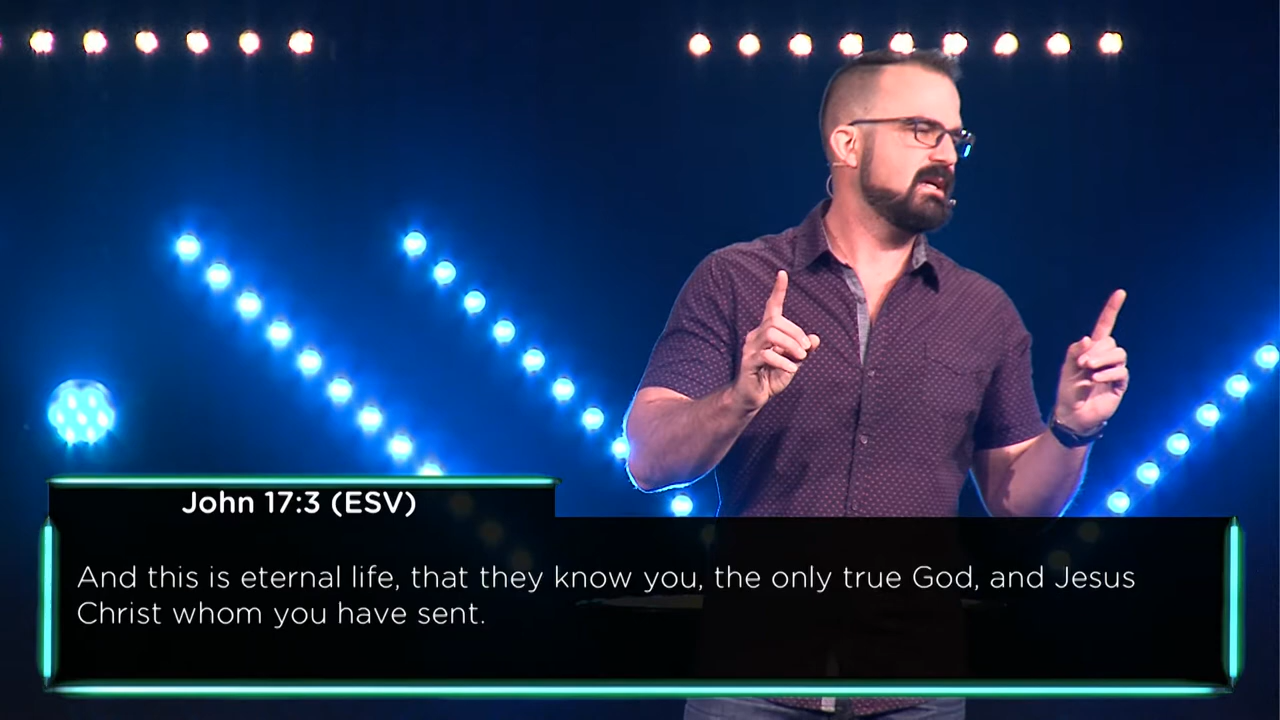 John 17:3 (ESV)
And this is eternal life, that they know you, the only true God, and Jesus
Christ whom you have sent.